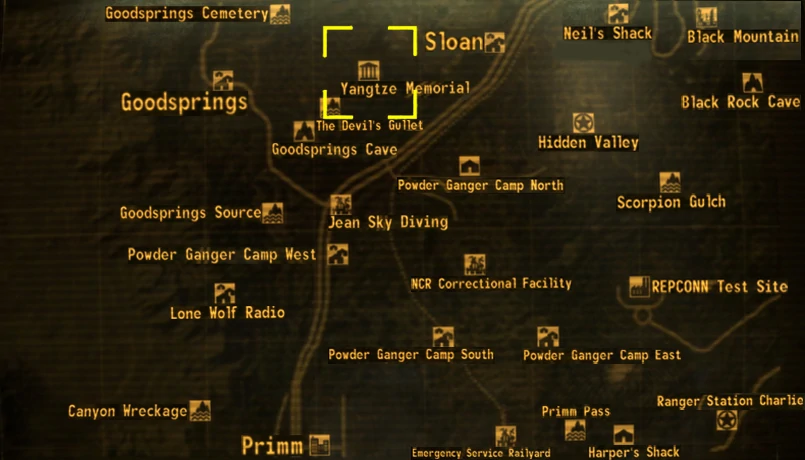 Goodsprings Cemetery
Sloan
Neil's Shack
Black Mountain
Yangtze Memorial
Goodsprings
Black Rock Cave
The Devil's Gullet
Goodsprings Cave
Hidden Valley
Powder Ganger Camp North
Scorpion Gulch
Goodsprings Source
Jean Sky Diving
Powder Ganger Camp West
NCR Correctional Facility
REPCONN Test Site
Lone Wolf Radio
Powder Ganger Camp South
Powder Ganger Camp East
Canyon Wreckage
Primm Pass
Ranger Station Charlie
Primm
Emergency Service Railyard
Harper's Shack